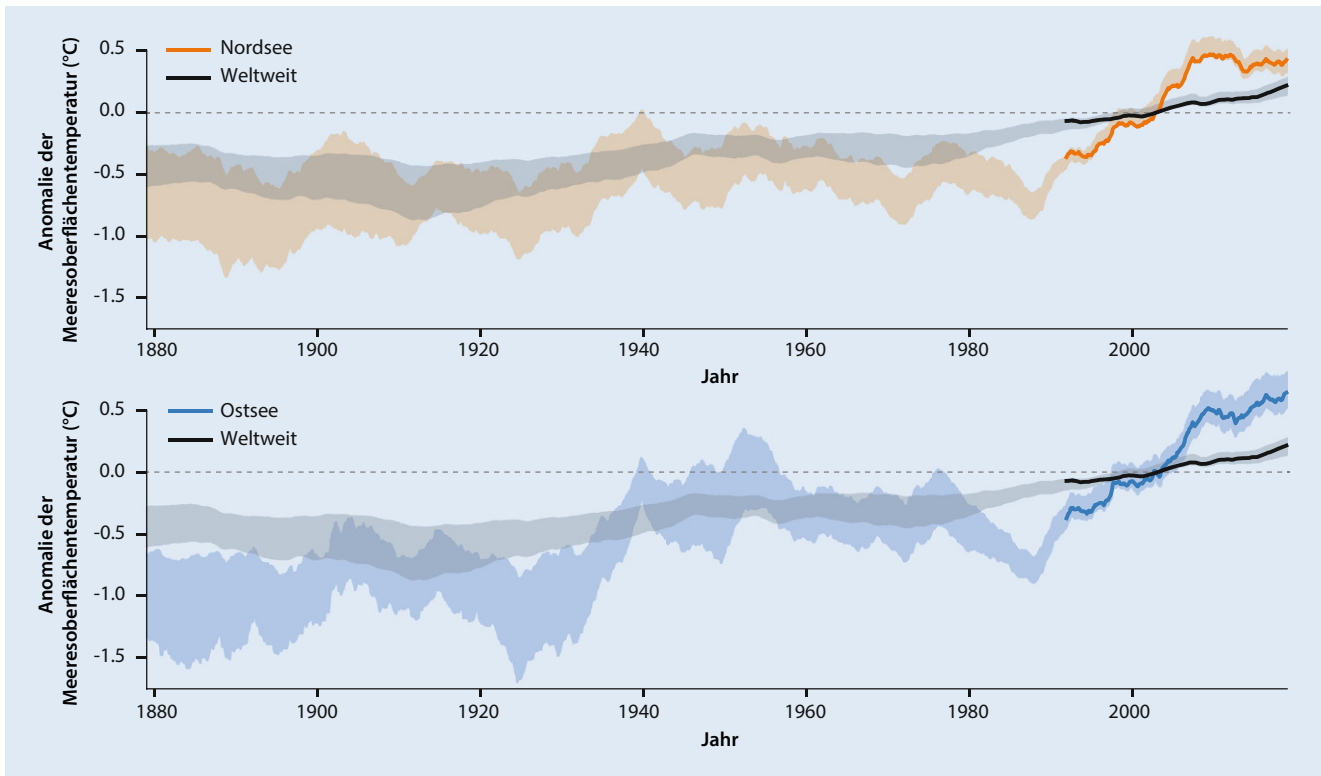 Anomalie der
Meeresoberflächentemperatur (°C)
0.5
0.0
-0.5
-1.0
-1.5
Nordsee
Weltweit
1880 1900 1920 1940 1960 1980 2000
Jahr
Anomalie der
Meeresoberflächentemperatur (°C)
0.5
0.0
-0.5
-1.0
-1.5
Ostsee
Weltweit
1880 1900 1920 1940 1960 1980 2000
Jahr